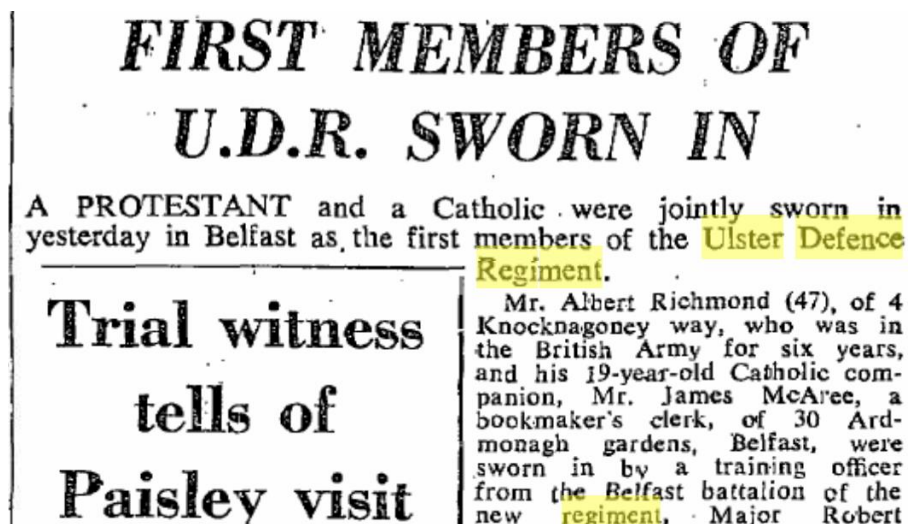 FIRST MEMBERS OF
U.D.R. SWORN IN
A PROTESTANT and a Catholic were jointly sworn in
yesterday in Belfast as the first members of the Ulster Defence
Regiment.
Mr. Albert Richmond (47), of 4
Knocknagoney way, who was in
the British Army for six years,
and his 19-year-old Catholic com-
panion, Mr. James McAree, a
bookmaker's clerk, of 30 Ard-
monagh gardens, Belfast, were
sworn in by a training officer
from the Belfast battalion of the
new regiment, Major Robert
Trial witness
tells of
Paisley visit